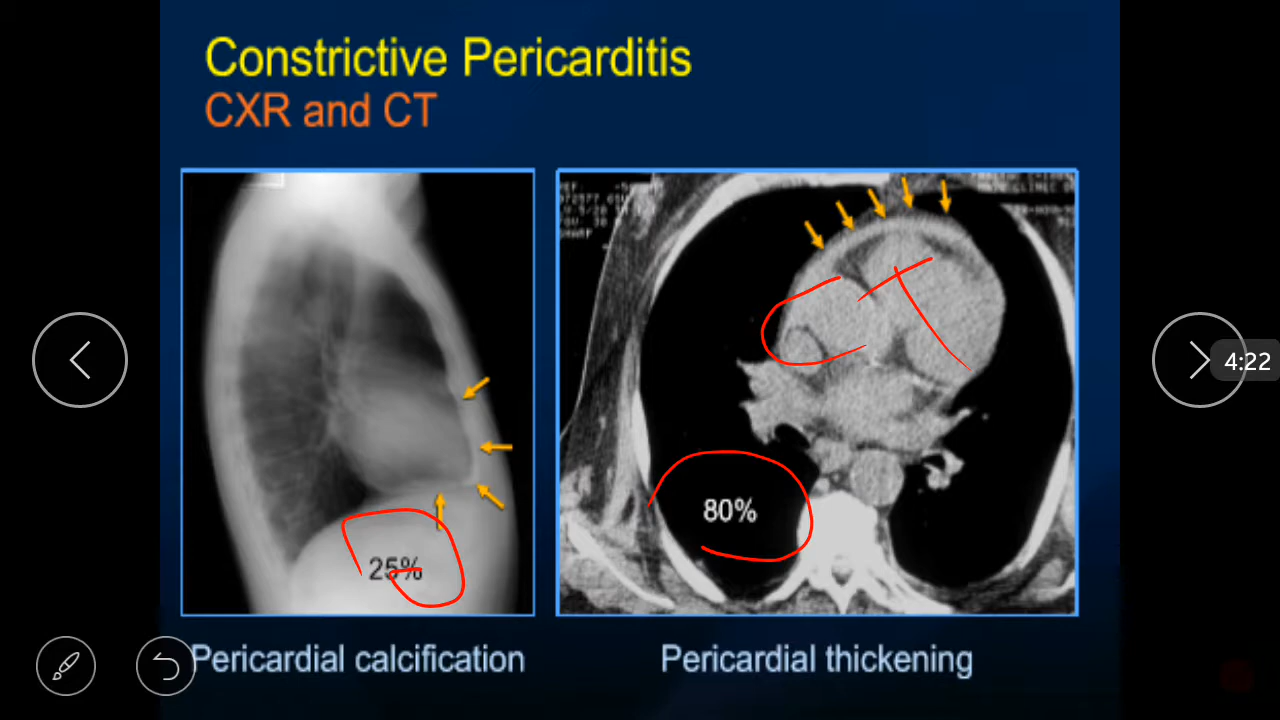 Constrictive Pericarditis
CXR and CT
25%
80%
4:22
Pericardial calcification
Pericardial thickening